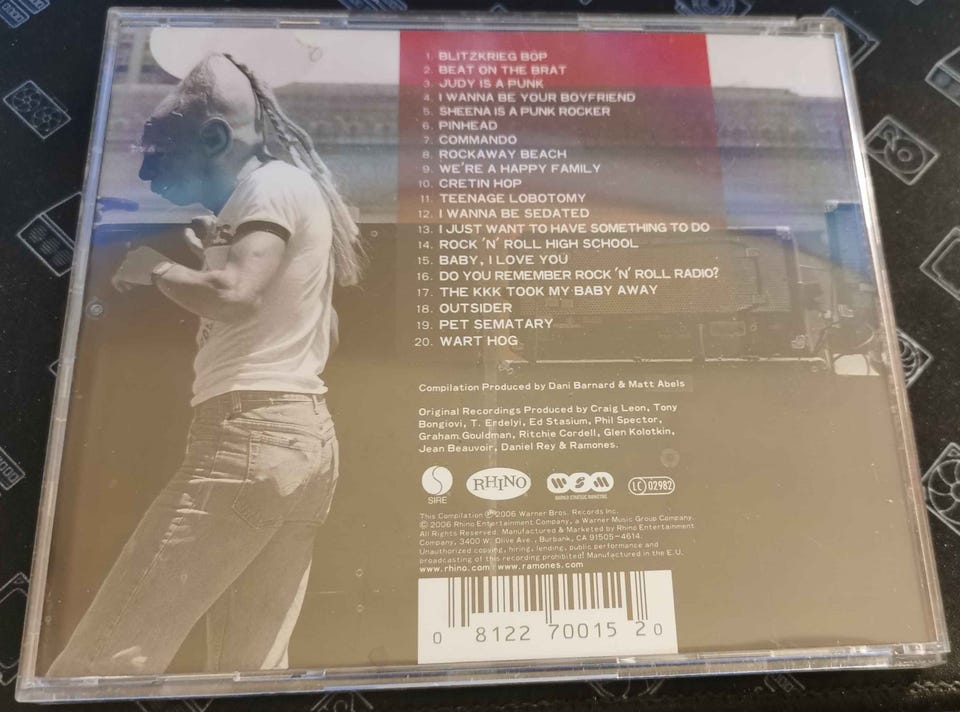 1. BLITZKRIEG BOP
2. BEAT ON THE BRAT
3. JUDY IS A PUNK
4. I WANNA BE YOUR BOYFRIEND
5. SHEENA IS A PUNK ROCKER
6. PINHEAD
7. COMMANDO
8. ROCKAWAY BEACH
9. WE'RE A HAPPY FAMILY
10. CRETIN HOP
11. TEENAGE LOBOTOMY
12. I WANNA BE SEDATED
13. I JUST WANT TO HAVE SOMETHING TO DO
14. ROCK 'N' ROLL HIGH SCHOOL
15. BABY, I LOVE YOU
16. DO YOU REMEMBER ROCK 'N' ROLL RADIO?
17. THE KKK TOOK MY BABY AWAY
18. OUTSIDER
19. PET SEMATARY
20. WART HOG
Compilation Produced by Dani Barnard & Matt Abels
Original Recordings Produced by Craig Leon, Tony
Bongiovi, T. Erdelyi, Ed Stasium, Phil Spector,
Graham Gouldman, Ritchie Cordell, Glen Kolotkin,
Jean Beauvoir, Daniel Rey & Ramones.
S
SIRE
RHINO
WSM
WARNER STRATEGIC MARKETING
LC 02982
This Compilation ℗ 2006 Warner Bros. Records Inc.
© 2006 Rhino Entertainment Company, a Warner Music Group Company.
All Rights Reserved. Manufactured & Marketed by Rhino Entertainment
Company, 3400 W. Olive Ave., Burbank, CA 91505-4614.
Unauthorized copying, hiring, lending, public performance and
broadcasting of this recording prohibited! Manufactured in the E.U.
www.rhino.com www.ramones.com
0 81227 00152 0